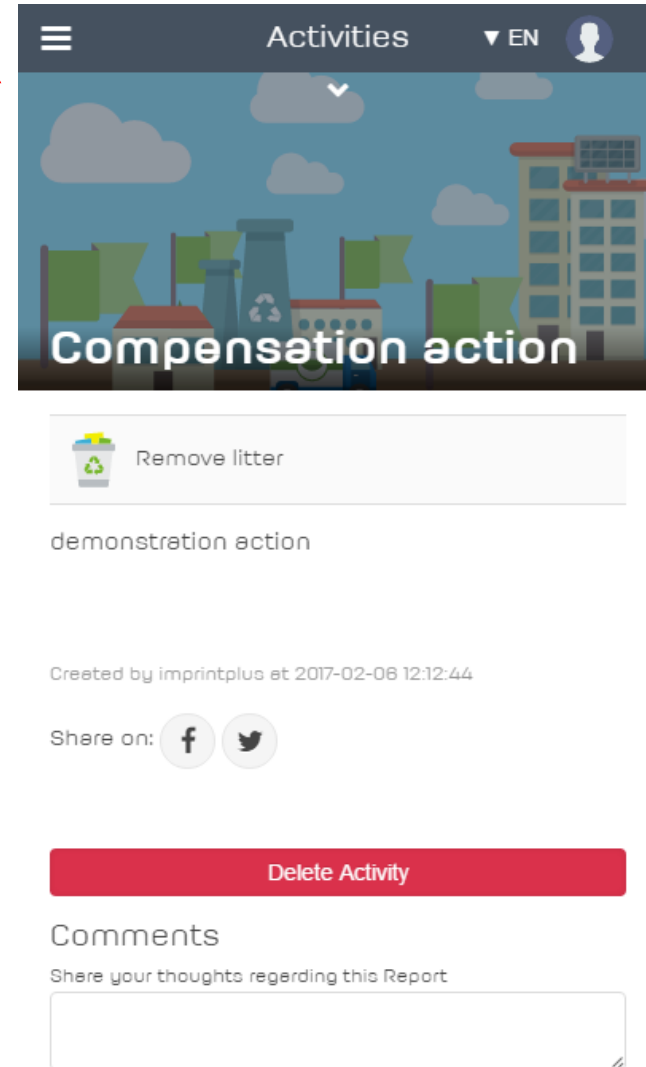 Activities
▼ EN
Compensation action
Remove litter
demonstration action
Created by imprintplus at 2017-02-06 12:12:44
Share on:
Delete Activity
Comments
Share your thoughts regarding this Report